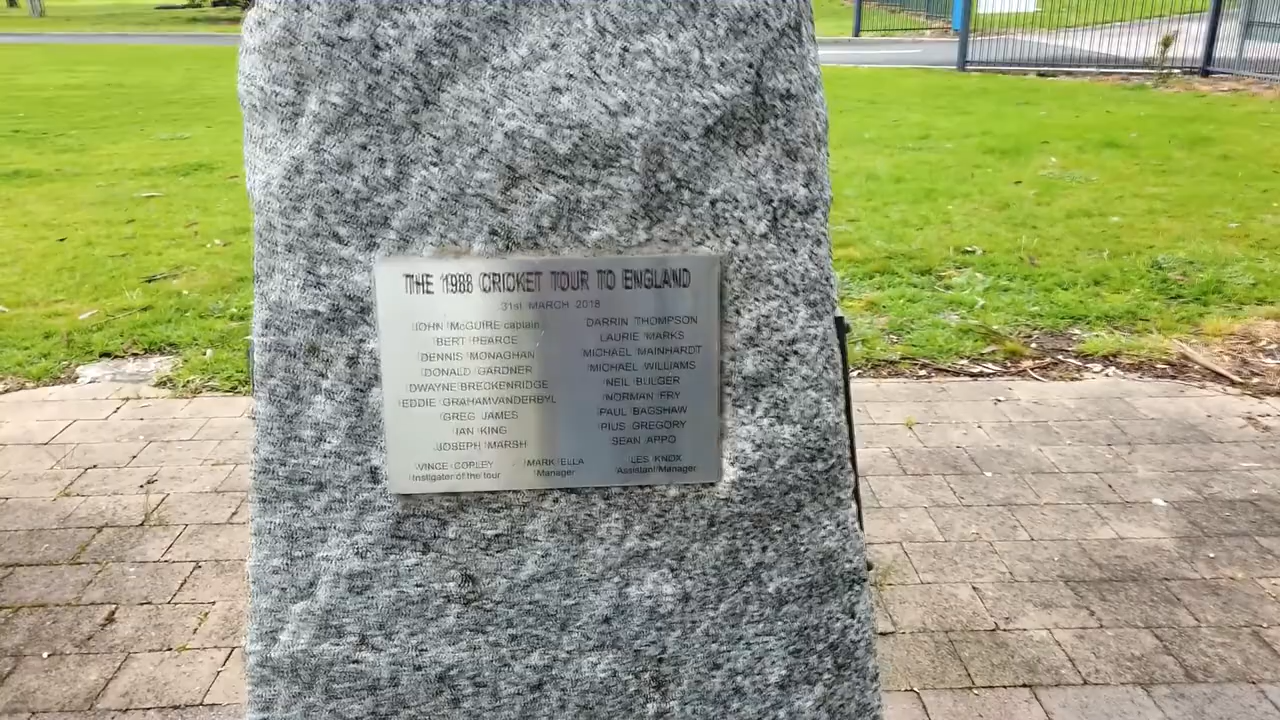 THE 1988 CRICKET TOUR TO ENGLAND
31st MARCH 2018
JOHN McGUIRE captain
BERT PEARCE
DENNIS MONAGHAN
DONALD GARDNER
DWAYNE BRECKENRIDGE
EDDIE GRAHAMVANDERBYL
GREG JAMES
IAN KING
JOSEPH MARSH
DARRIN THOMPSON
LAURIE MARKS
MICHAEL MAINHARDT
MICHAEL WILLIAMS
NEIL BULGER
NORMAN FRY
PAUL BAGSHAW
PIUS GREGORY
SEAN APPO
VINCE COPLEY
Instigater of the tour
MARK ELLA
Manager
LES KNOX
Assistant Manager